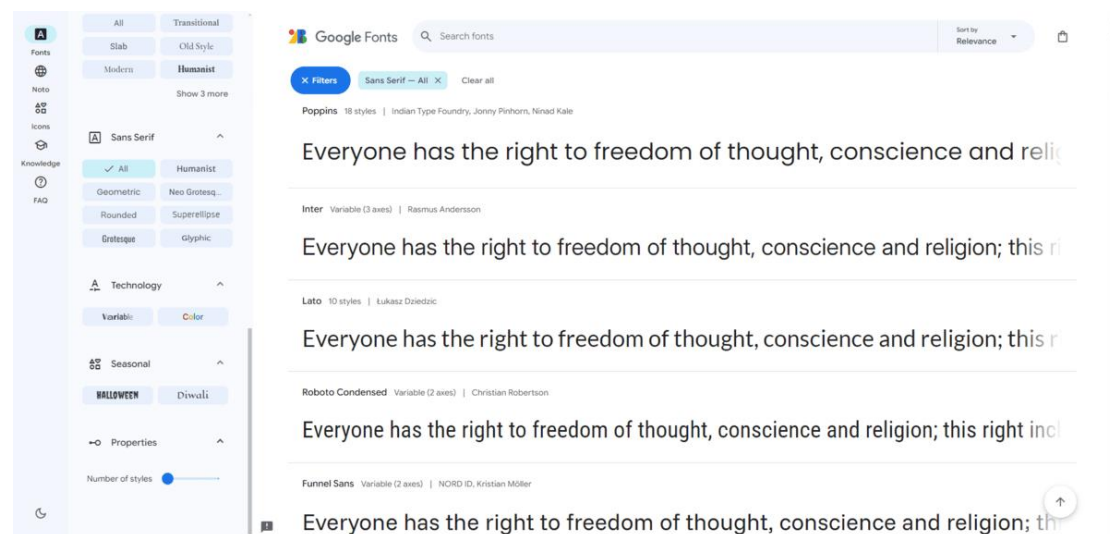 Fonts
Noto
Icons
Knowledge
FAQ
All Transitional
Slab Old Style
Modern Humanist
Show 3 more
Sans Serif
All Humanist
Geometric Neo Grotesq...
Rounded Superellipse
Grotesque Glyphic
Technology
Variable Color
Seasonal
HALLOWEEN Diwali
Properties
Number of styles
Google Fonts Search fonts
Sort by
Relevance
Filters Sans Serif — All Clear all
Poppins 18 styles | Indian Type Foundry, Jonny Pinhorn, Ninad Kale
Everyone has the right to freedom of thought, conscience and relig
Inter Variable (3 axes) | Rasmus Andersson
Everyone has the right to freedom of thought, conscience and religion; this ri
Lato 10 styles | Łukasz Dziedzic
Everyone has the right to freedom of thought, conscience and religion; this r
Roboto Condensed Variable (2 axes) | Christian Robertson
Everyone has the right to freedom of thought, conscience and religion; this right incl
Funnel Sans Variable (2 axes) | NORD ID, Kristian Möller
Everyone has the right to freedom of thought, conscience and religion; th